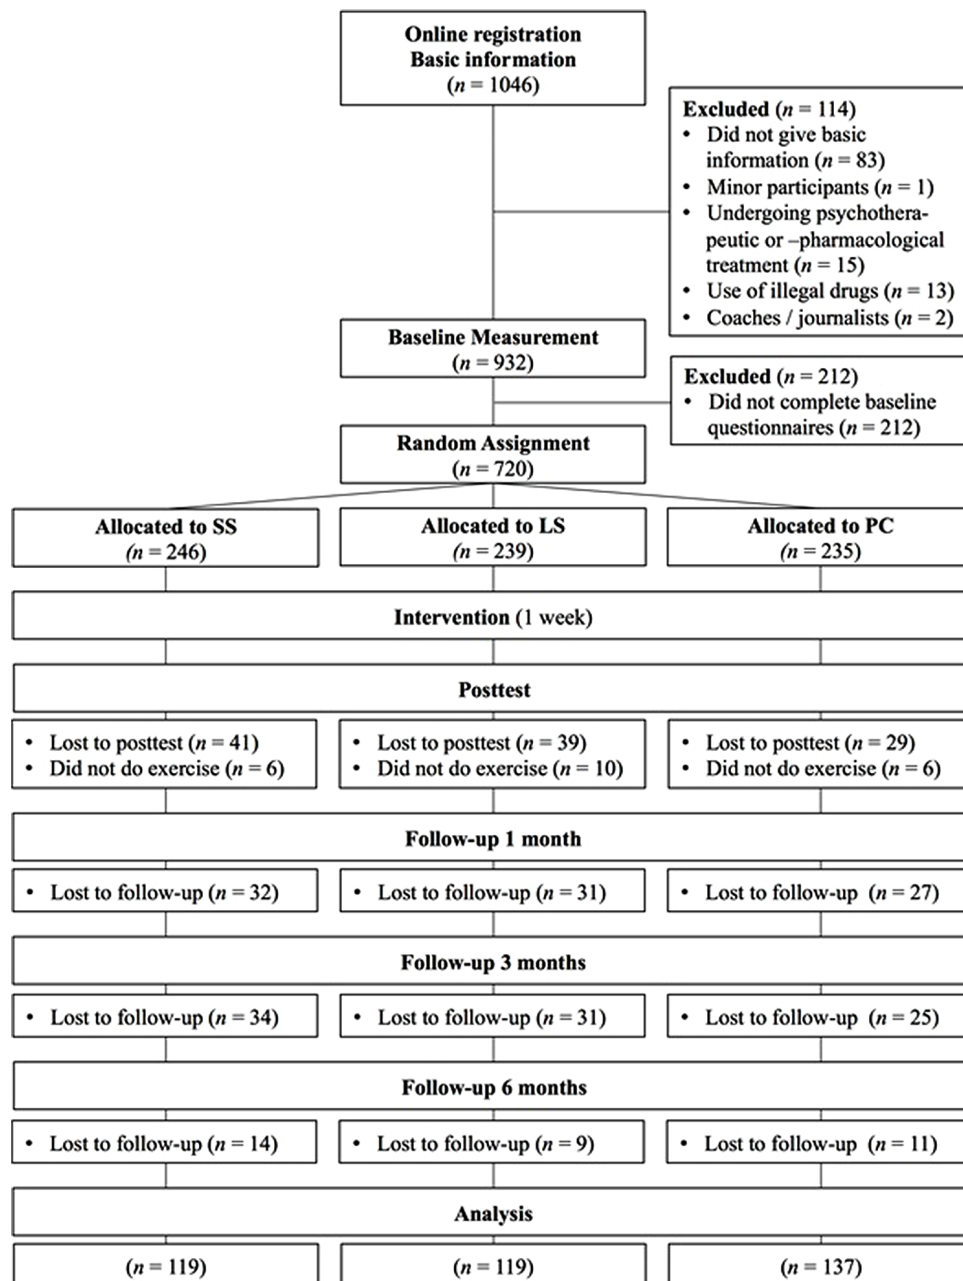 Online registration
Basic information
(n = 1046)
Excluded (n = 114)
• Did not give basic
information (n = 83)
• Minor participants (n = 1)
• Undergoing psychothera-
peutic or –pharmacological
treatment (n = 15)
• Use of illegal drugs (n = 13)
• Coaches / journalists (n = 2)
Baseline Measurement
(n = 932)
Excluded (n = 212)
• Did not complete baseline
questionnaires (n = 212)
Random Assignment
(n = 720)
Allocated to SS
(n = 246)
Allocated to LS
(n = 239)
Allocated to PC
(n = 235)
Intervention (1 week)
Posttest
• Lost to posttest (n = 41)
• Did not do exercise (n = 6)
• Lost to posttest (n = 39)
• Did not do exercise (n = 10)
• Lost to posttest (n = 29)
• Did not do exercise (n = 6)
Follow-up 1 month
• Lost to follow-up (n = 32)
• Lost to follow-up (n = 31)
• Lost to follow-up (n = 27)
Follow-up 3 months
• Lost to follow-up (n = 34)
• Lost to follow-up (n = 31)
• Lost to follow-up (n = 25)
Follow-up 6 months
• Lost to follow-up (n = 14)
• Lost to follow-up (n = 9)
• Lost to follow-up (n = 11)
Analysis
(n = 119)
(n = 119)
(n = 137)